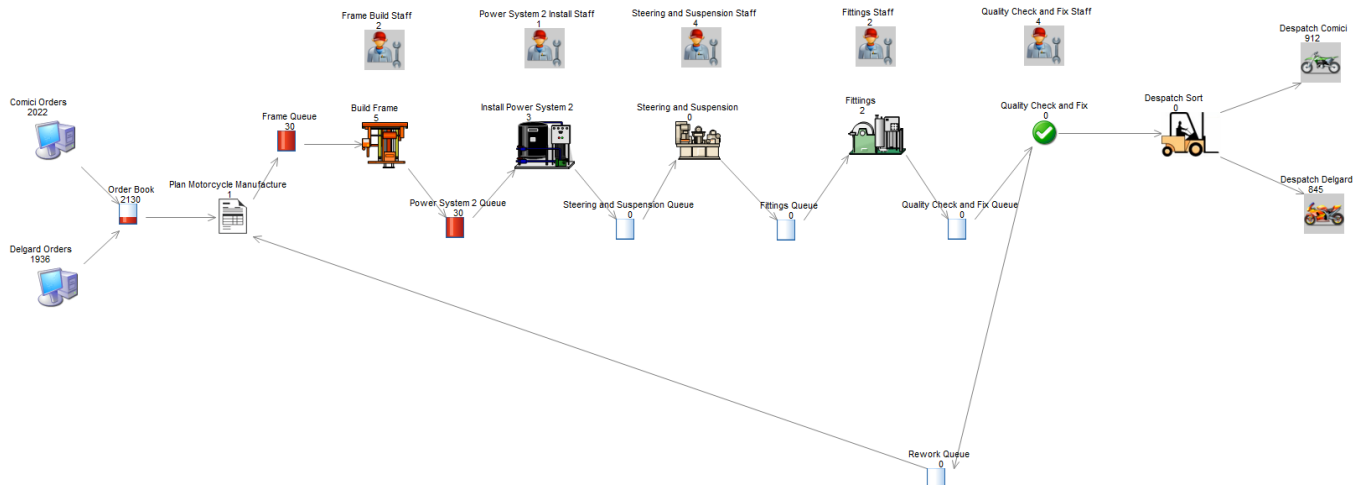 Frame Build Staff
2
Power System 2 Install Staff
1
Steering and Suspension Staff
4
Fittings Staff
2
Quality Check and Fix Staff
4
Despatch Comici
912
Comici Orders
2022
Frame Queue
30
Build Frame
5
Install Power System 2
3
Steering and Suspension
0
Fittiings
2
Quality Check and Fix
0
Despatch Sort
0
Order Book
2130
Plan Motorcycle Manufacture
1
Power System 2 Queue
30
Steering and Suspension Queue
0
Fittings Queue
0
Quality Check and Fix Queue
0
Despatch Delgard
845
Delgard Orders
1936
Rework Queue
0